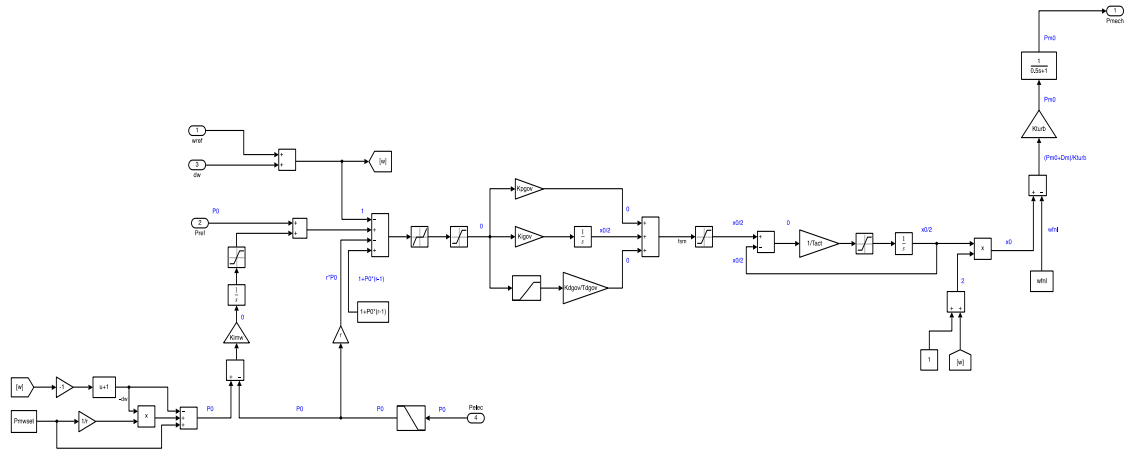 1
Pmech
Pm0
1
0.5s+1
Pm0
Kturb
(Pm0+Dm)/Kturb
+ −
wfnl
wfnl
1
wref
3
dw
+
+
[w]
P0
2
Pref
+
+
1
−
+
−
+
r*P0
1+P0*(r-1)
1+P0*(r-1)
r
0
Kpgov
0
Kigov
1
s
x0/2
Kdgov/Tdgov
0
+
+
+
fsrn
x0/2
x0/2
+
−
0
1/Tact
1
s
x0/2
x
x0
2
+ +
1
[w]
1
s
0
Kimw
+ −
[w]
-1
u+1
-dw
x
Pmwset
1/r
−
+
+
P0
P0
P0
P0
Pelec
4